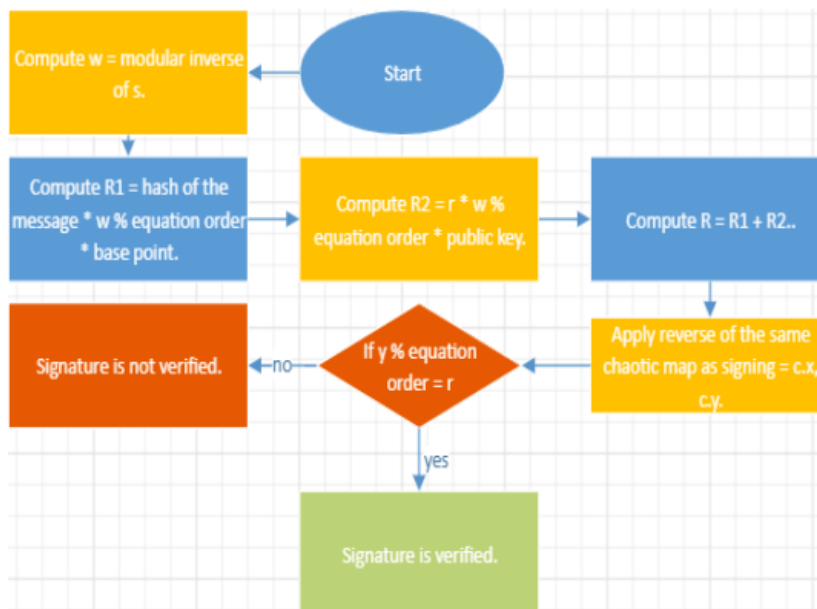 Start
Compute w = modular inverse
of s.
Compute R1 = hash of the
message * w % equation order
* base point.
Compute R2 = r * w %
equation order * public key.
Compute R = R1 + R2..
Apply reverse of the same
chaotic map as signing = c.x,
c.y.
If y % equation
order = r
no
Signature is not verified.
yes
Signature is verified.